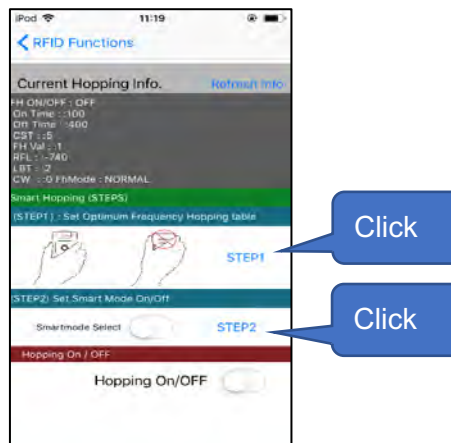 iPod 11:19
RFID Functions
Current Hopping Info. Refresh Info
FH ON/OFF : OFF
On Time : :100
Off Time : :400
CST : :5
FH Val : :1
RFL : :-740
LBT : :2
CW : :0 FhMode : NORMAL
Smart Hopping (STEPS)
(STEP1) : Set Optimum Frequency Hopping table
STEP1
Click
(STEP2) Set Smart Mode On/Off
Smartmode Select STEP2
Click
Hopping On / OFF
Hopping On/OFF